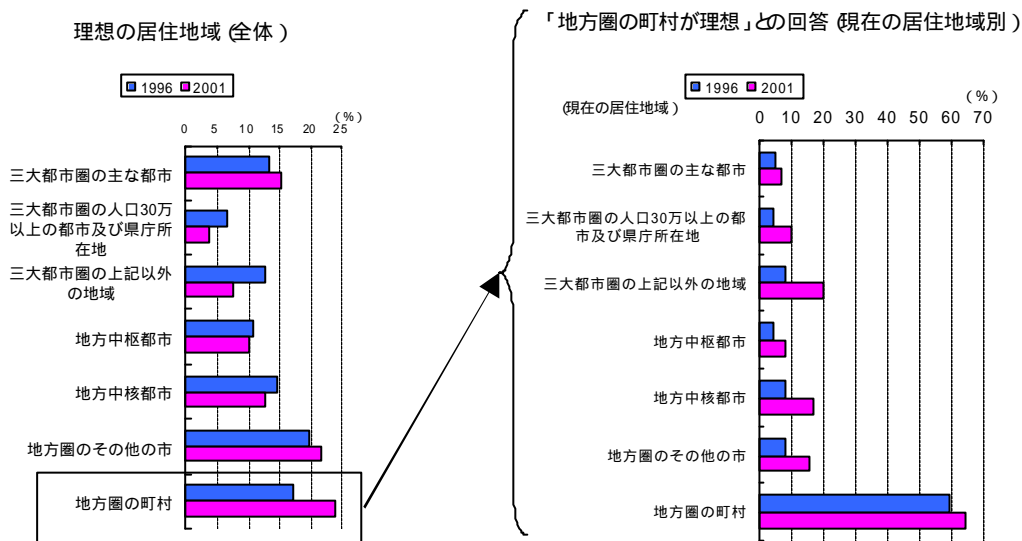 理想の居住地域(全体)
1996 2001
(%)
0 5 10 15 20 25
三大都市圏の主な都市
三大都市圏の人口30万
以上の都市及び県庁所
在地
三大都市圏の上記以外
の地域
地方中枢都市
地方中核都市
地方圏のその他の市
地方圏の町村
「地方圏の町村が理想」との回答(現在の居住地域別)
1996 2001
(現在の居住地域)
(%)
0 10 20 30 40 50 60 70
三大都市圏の主な都市
三大都市圏の人口30万以上の都
市及び県庁所在地
三大都市圏の上記以外の地域
地方中枢都市
地方中核都市
地方圏のその他の市
地方圏の町村